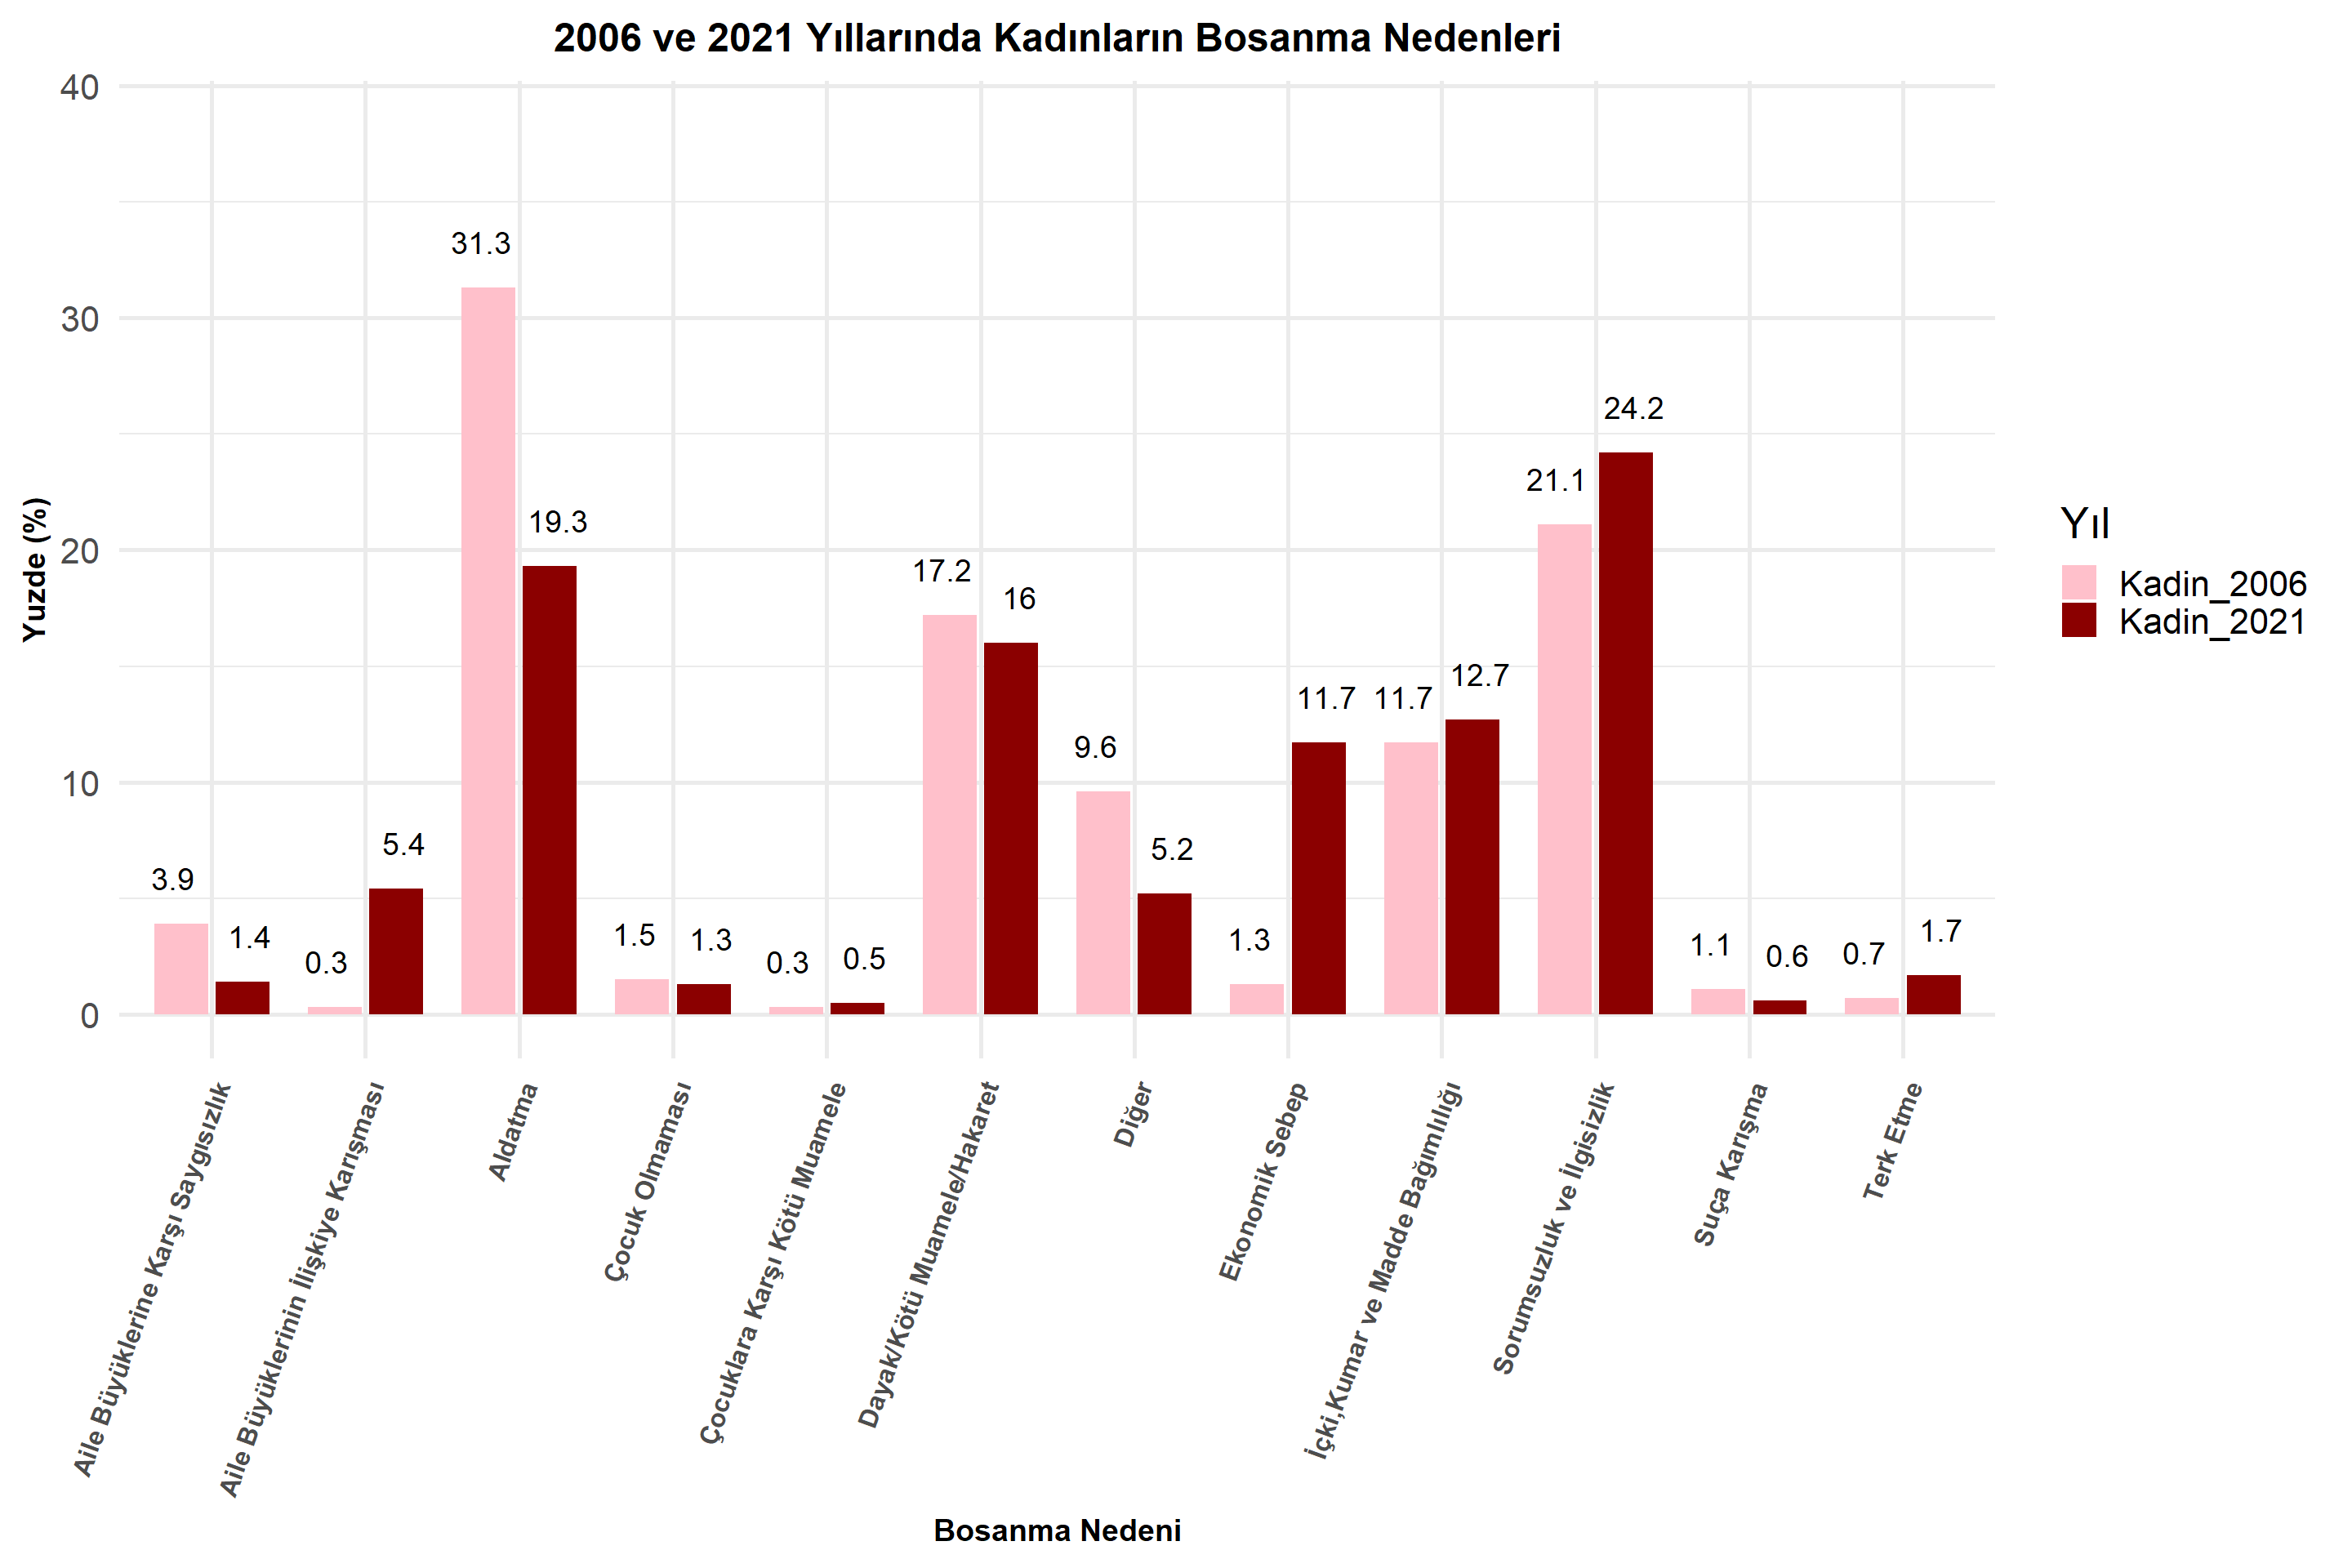 2006 ve 2021 Yıllarında Kadınların Bosanma Nedenleri
Yuzde (%)
40
30
20
10
0
3.9
1.4
0.3
5.4
31.3
19.3
1.5
1.3
0.3
0.5
17.2
16
9.6
5.2
1.3
11.7
11.7
12.7
21.1
24.2
1.1
0.6
0.7
1.7
Aile Büyüklerine Karşı Saygısızlık
Aile Büyüklerinin İlişkiye Karışması
Aldatma
Çocuk Olmaması
Çocuklara Karşı Kötü Muamele
Dayak/Kötü Muamele/Hakaret
Diğer
Ekonomik Sebep
İçki,Kumar ve Madde Bağımlılığı
Sorumsuzluk ve İlgisizlik
Suça Karışma
Terk Etme
Bosanma Nedeni
Yıl
Kadin_2006
Kadin_2021